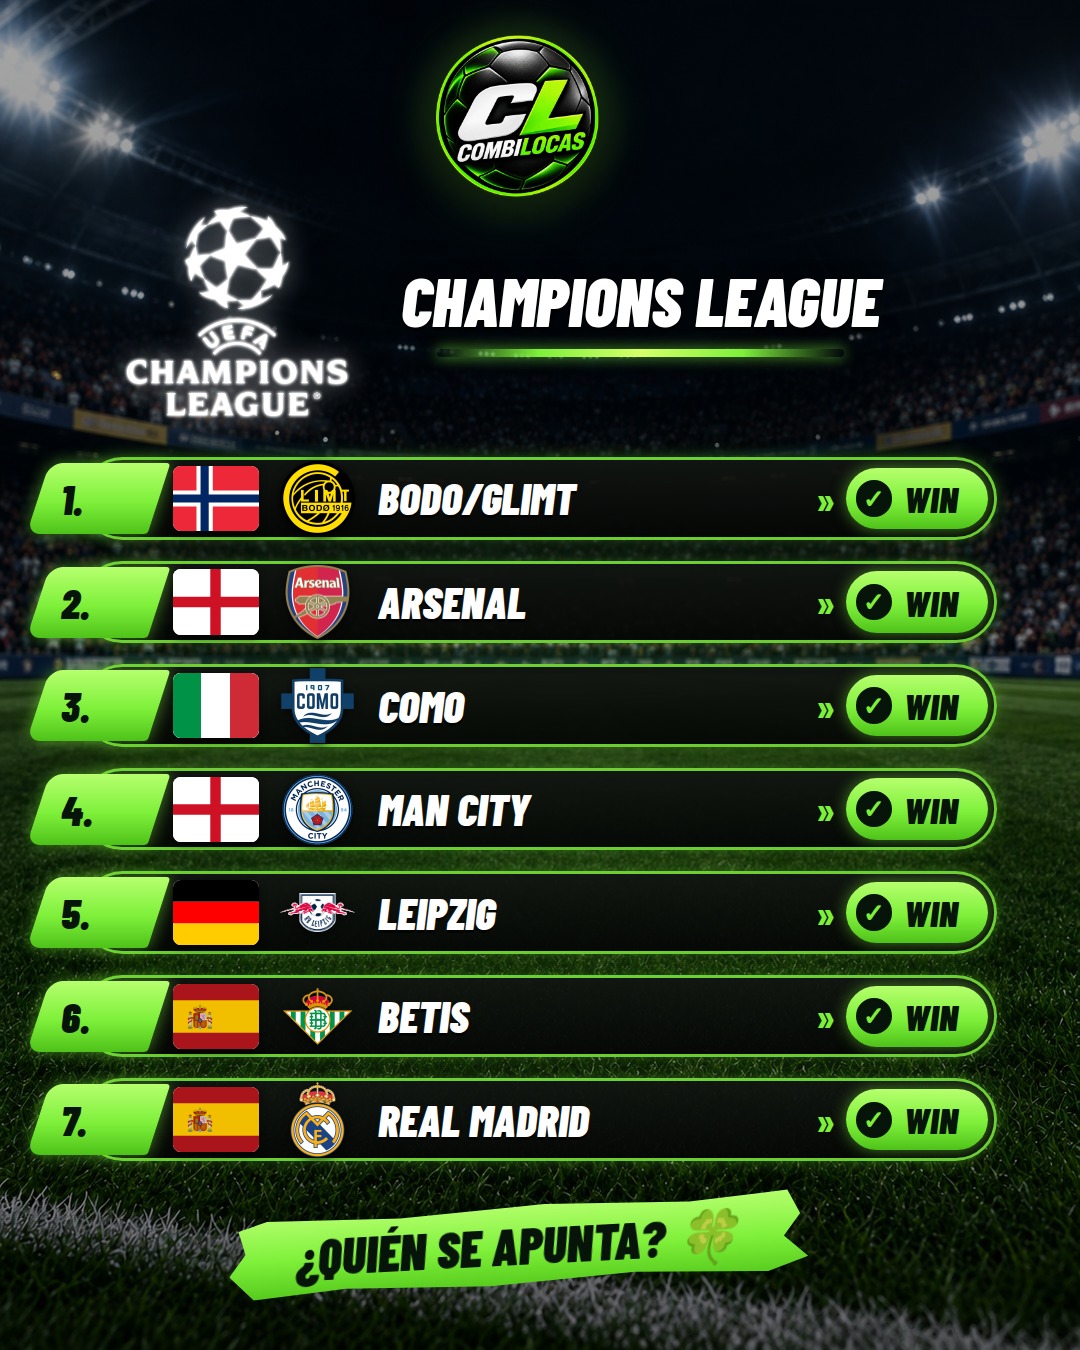 CL
COMBILOCAS
UEFA
CHAMPIONS
LEAGUE®
CHAMPIONS LEAGUE
1. LIMT BODØ 1916 BODO/GLIMT » ✓ WIN
2. Arsenal ARSENAL » ✓ WIN
3. 1907 COMO COMO » ✓ WIN
4. MANCHESTER CITY MAN CITY » ✓ WIN
5. RB LEIPZIG LEIPZIG » ✓ WIN
6. BETIS » ✓ WIN
7. REAL MADRID » ✓ WIN
¿QUIÉN SE APUNTA? 🍀